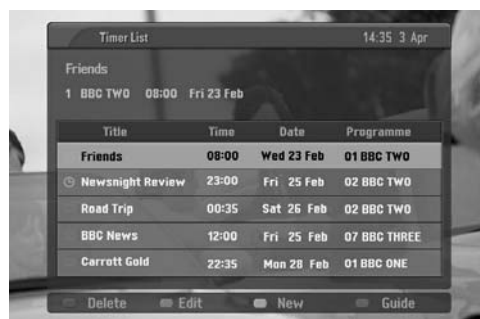 Timer List 14:35 3 Apr
Friends
1 BBC TWO 08:00 Fri 23 Feb
Title Time Date Programme
Friends 08:00 Wed 23 Feb 01 BBC TWO
Newsnight Review 23:00 Fri 25 Feb 02 BBC TWO
Road Trip 00:35 Sat 26 Feb 02 BBC TWO
BBC News 12:00 Fri 25 Feb 07 BBC THREE
Carrott Gold 22:35 Mon 28 Feb 01 BBC ONE
Delete Edit New Guide